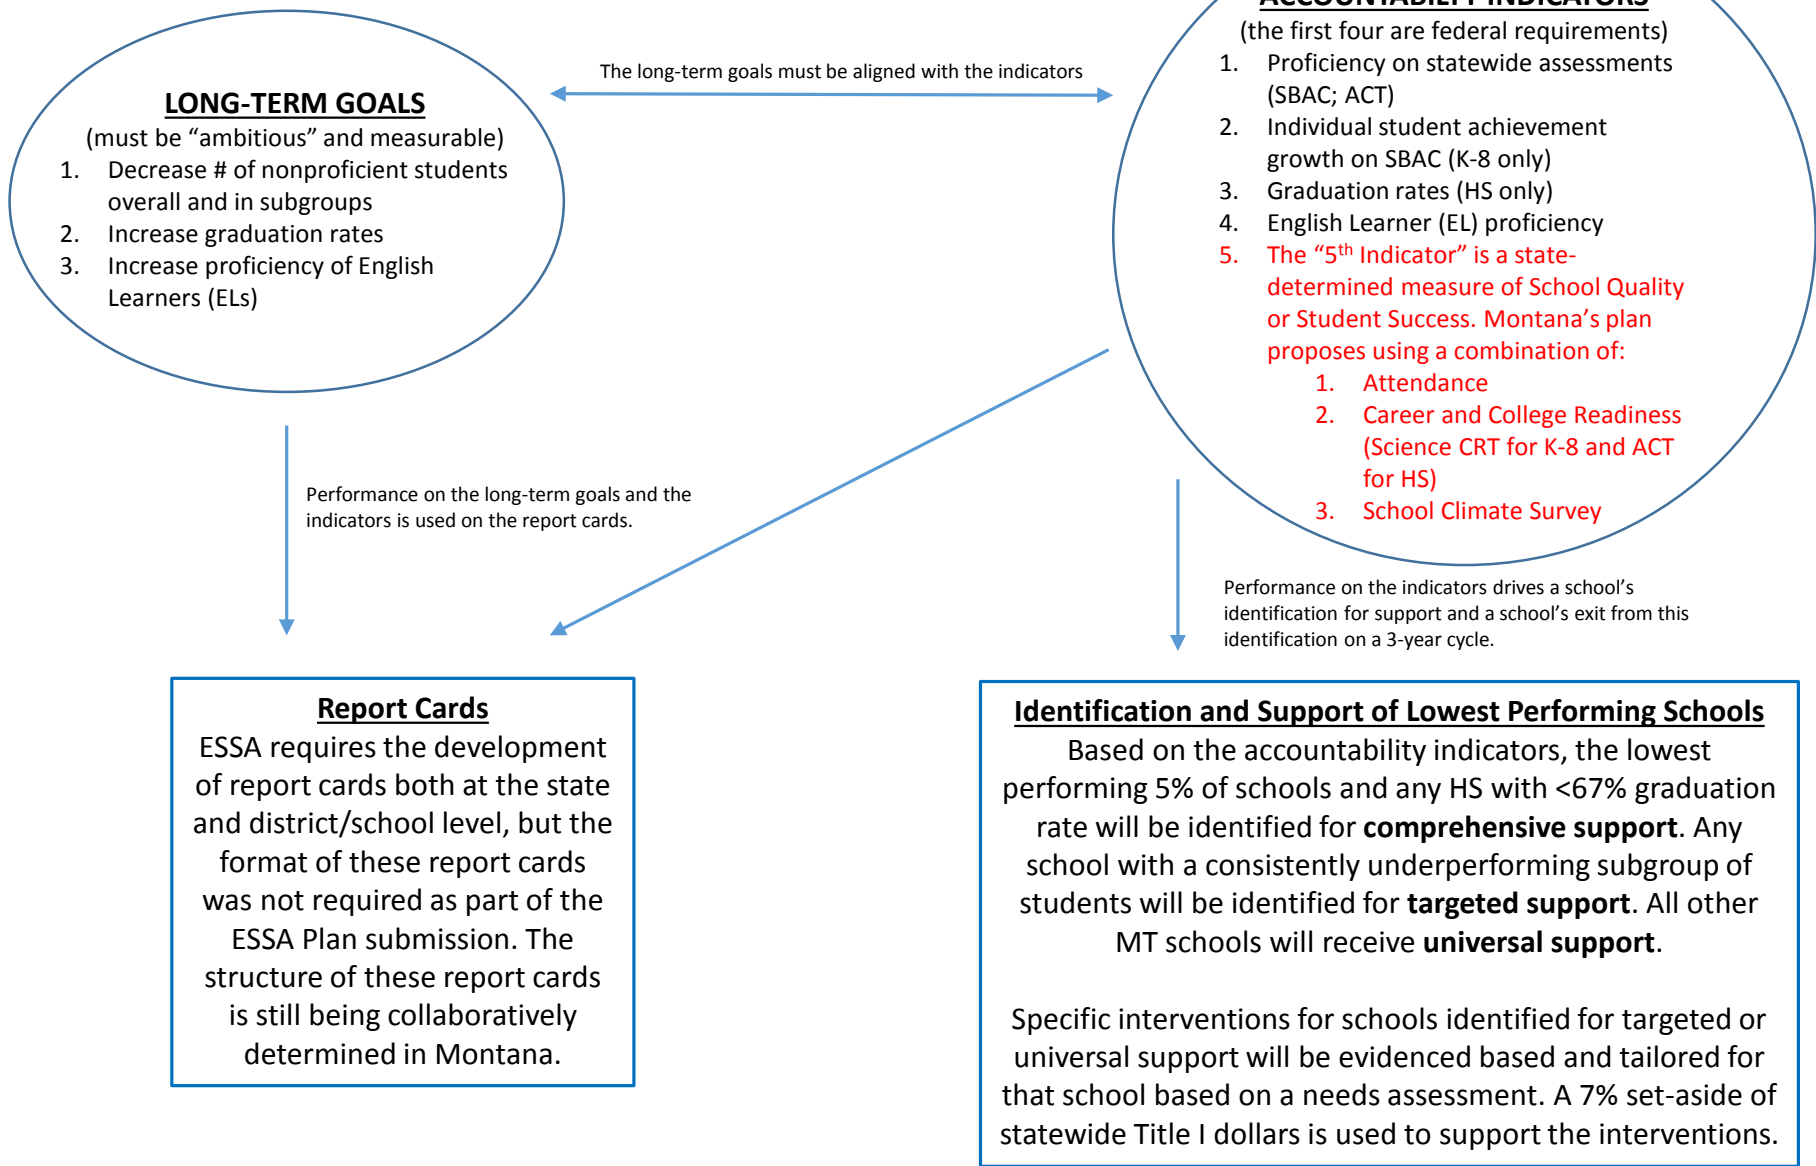 LONG-TERM GOALS
(must be “ambitious” and measurable)
1. Decrease # of nonproficient students
overall and in subgroups
2. Increase graduation rates
3. Increase proficiency of English
Learners (ELs)
The long-term goals must be aligned with the indicators
ACCOUNTABILITY INDICATORS
(the first four are federal requirements)
1. Proficiency on statewide assessments
(SBAC; ACT)
2. Individual student achievement
growth on SBAC (K-8 only)
3. Graduation rates (HS only)
4. English Learner (EL) proficiency
5. The “5th Indicator” is a state-
determined measure of School Quality
or Student Success. Montana’s plan
proposes using a combination of:
1. Attendance
2. Career and College Readiness
(Science CRT for K-8 and ACT
for HS)
3. School Climate Survey
Performance on the long-term goals and the
indicators is used on the report cards.
Performance on the indicators drives a school’s
identification for support and a school’s exit from this
identification on a 3-year cycle.
Report Cards
ESSA requires the development
of report cards both at the state
and district/school level, but the
format of these report cards
was not required as part of the
ESSA Plan submission. The
structure of these report cards
is still being collaboratively
determined in Montana.
Identification and Support of Lowest Performing Schools
Based on the accountability indicators, the lowest
performing 5% of schools and any HS with <67% graduation
rate will be identified for comprehensive support. Any
school with a consistently underperforming subgroup of
students will be identified for targeted support. All other
MT schools will receive universal support.
Specific interventions for schools identified for targeted or
universal support will be evidenced based and tailored for
that school based on a needs assessment. A 7% set-aside of
statewide Title I dollars is used to support the interventions.